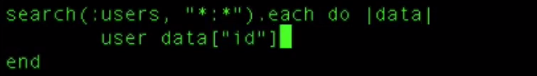 search(:users, "*:*").each do |data|
        user data["id"]
end